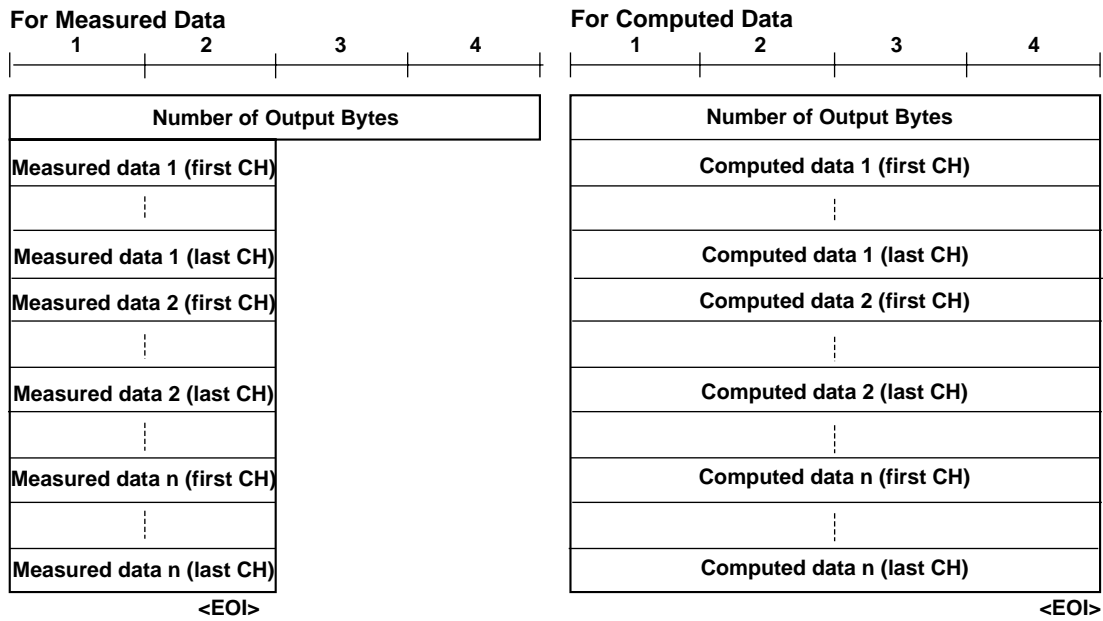 For Measured Data
1 2 3 4
Number of Output Bytes
Measured data 1 (first CH)
Measured data 1 (last CH)
Measured data 2 (first CH)
Measured data 2 (last CH)
Measured data n (first CH)
Measured data n (last CH)
<EOI>
For Computed Data
1 2 3 4
Number of Output Bytes
Computed data 1 (first CH)
Computed data 1 (last CH)
Computed data 2 (first CH)
Computed data 2 (last CH)
Computed data n (first CH)
Computed data n (last CH)
<EOI>